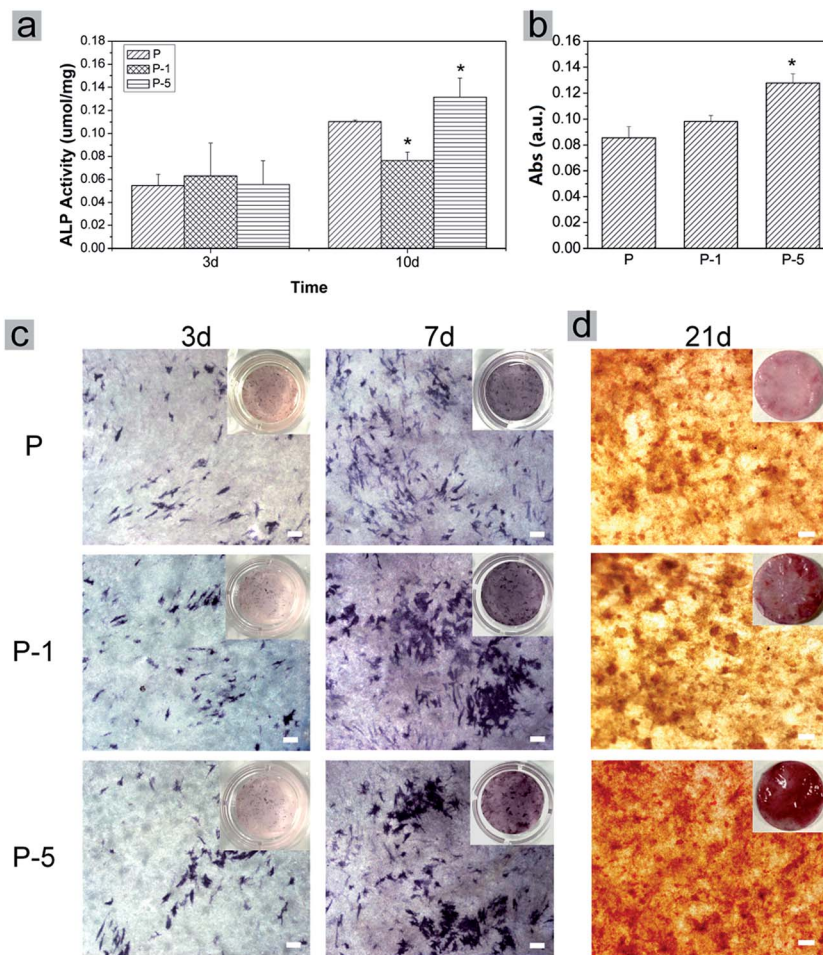 a
ALP Activity (umol/mg)
0.18
0.16
0.14
0.12
0.10
0.08
0.06
0.04
0.02
0.00
P
P-1
P-5
*
*
3d
10d
Time
b
Abs (a.u.)
0.16
0.14
0.12
0.10
0.08
0.06
0.04
0.02
0.00
*
P
P-1
P-5
c
3d
7d
d
21d
P
P-1
P-5